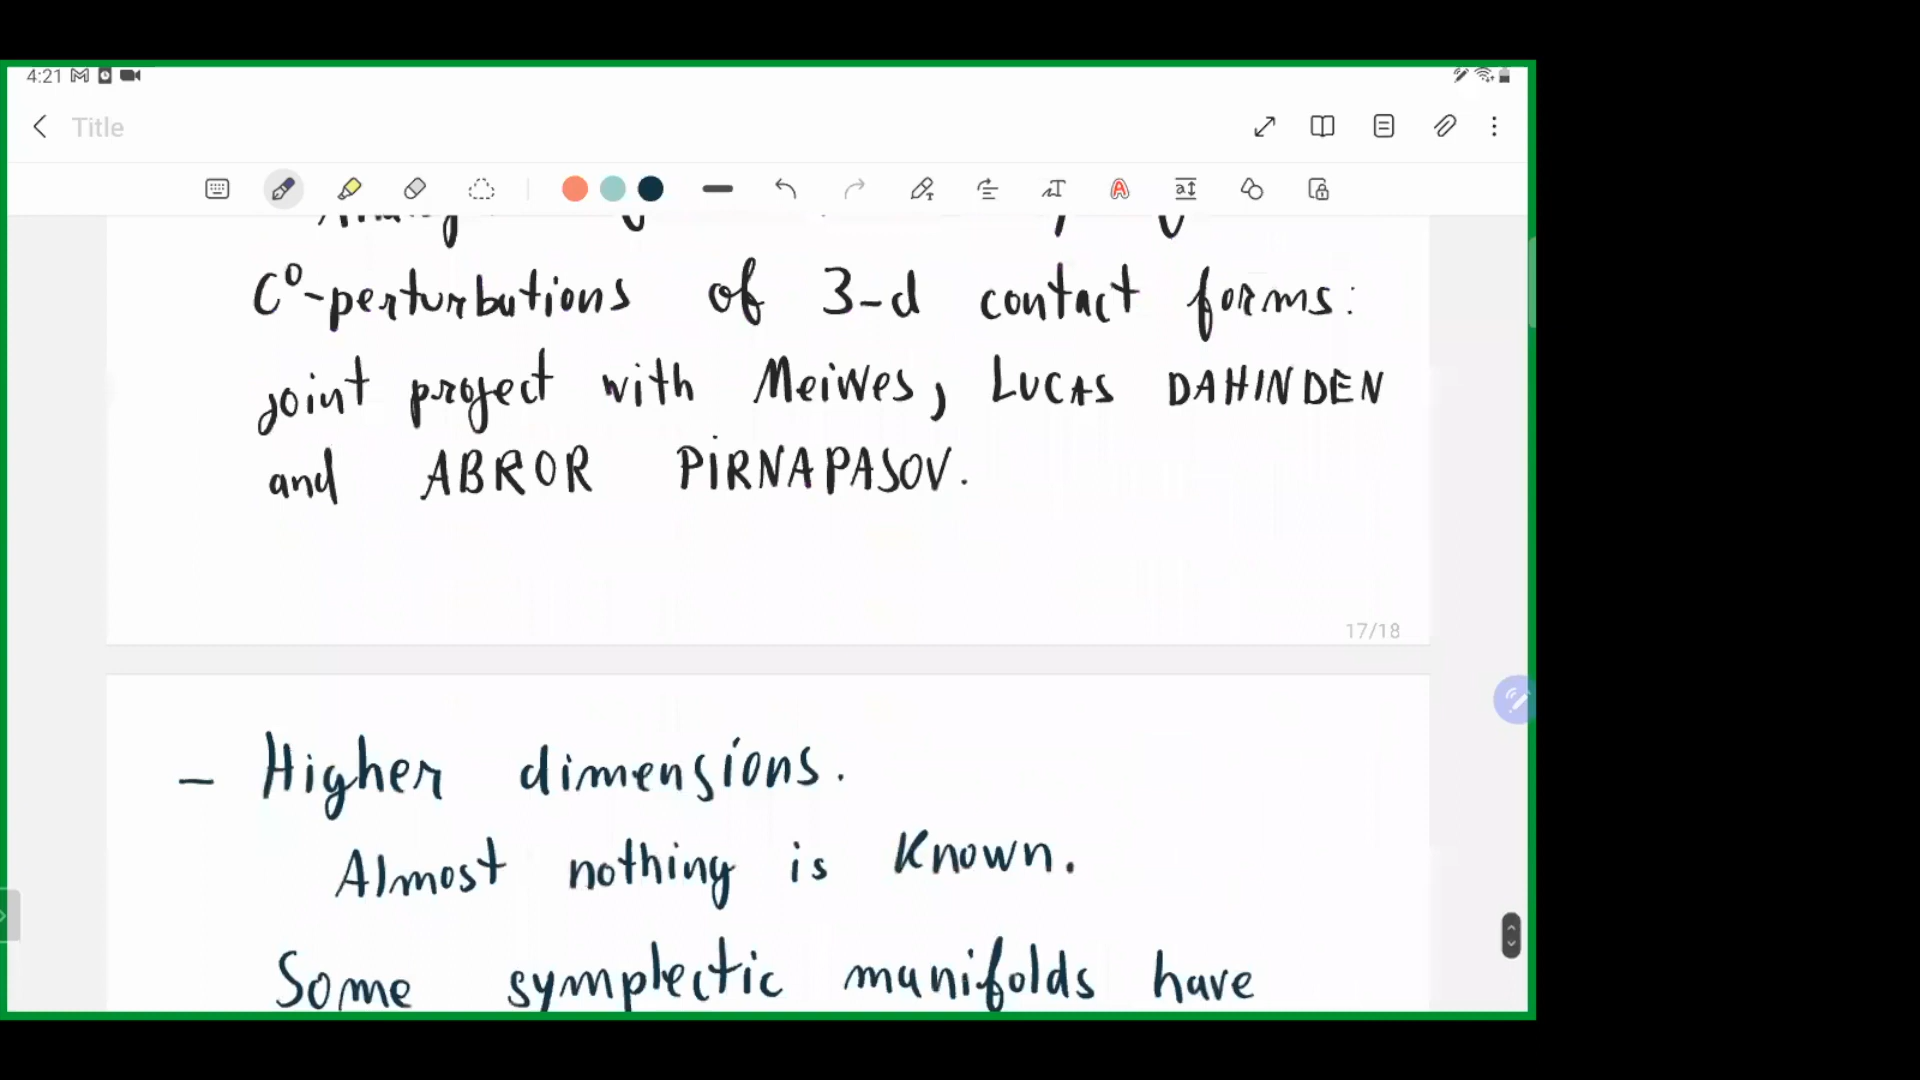 4:21
Title
C⁰-perturbutions of 3-d contact forms:
joint project with Meiwes, LUCAS DAHINDEN
and ABROR PIRNAPASOV.
17/18
- Higher dimensions.
Almost nothing is known.
Some symplectic manifolds have